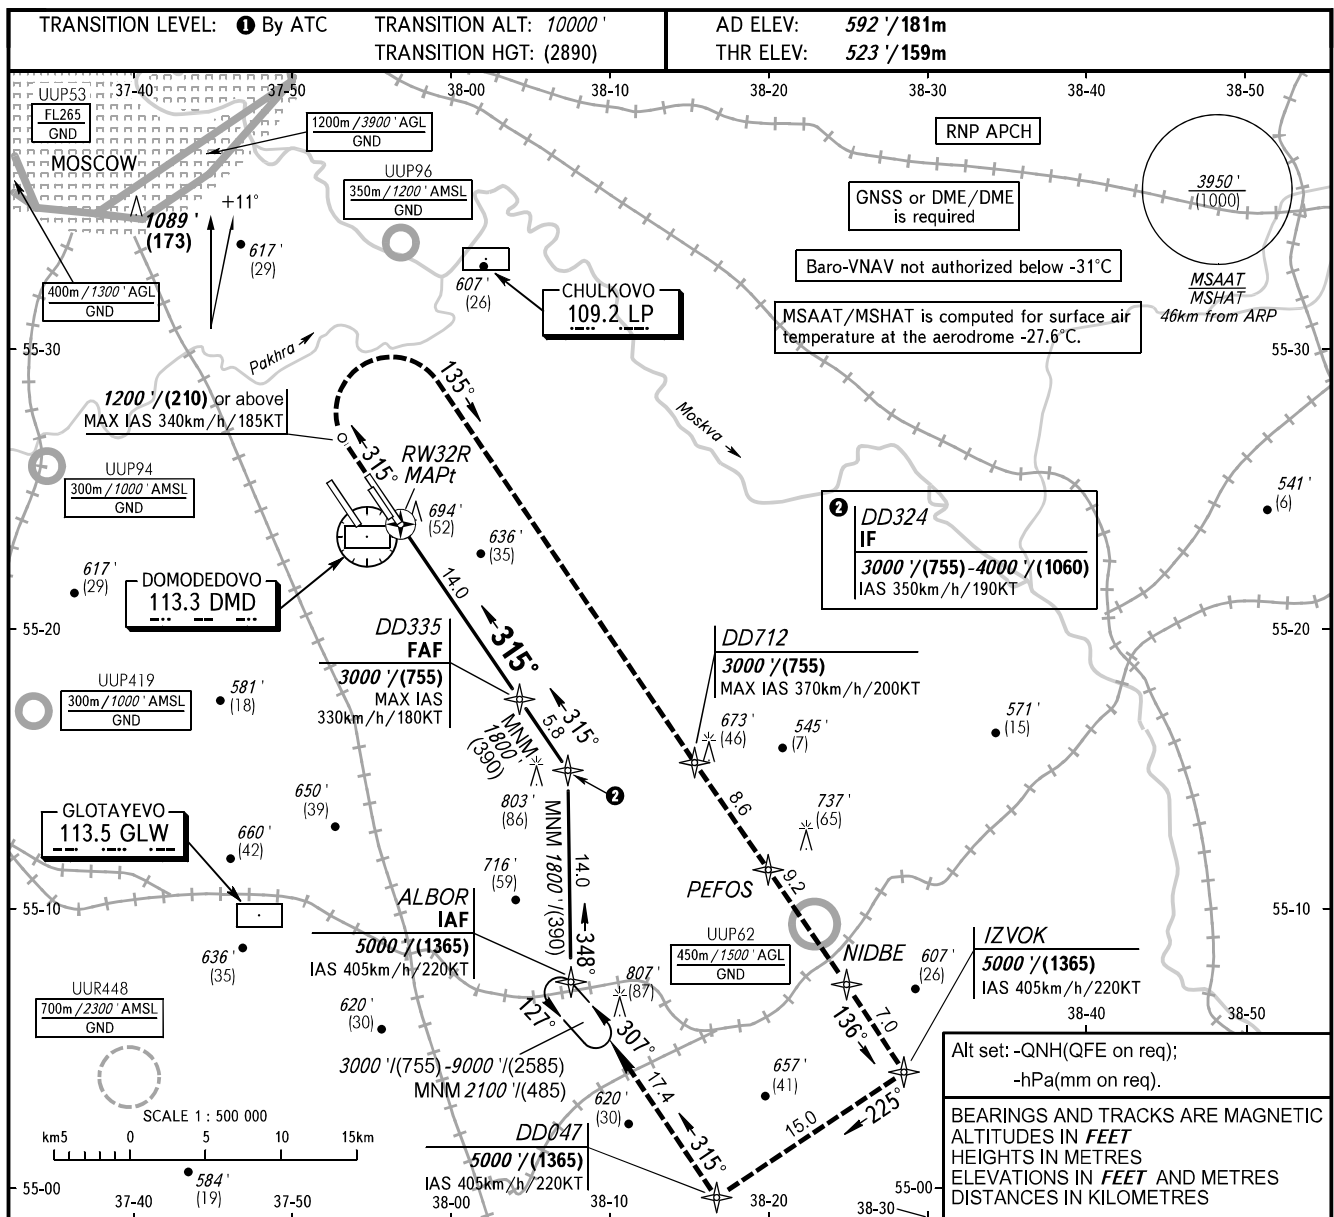 TRANSITION LEVEL: ❶ By ATC
TRANSITION ALT: 10000 '
TRANSITION HGT: (2890)
AD ELEV: 592 '/181m
THR ELEV: 523 '/159m
37-40
37-50
38-00
38-10
38-20
38-30
38-40
38-50
UUP53
FL265
GND
MOSCOW
1200m/3900 ' AGL
GND
UUP96
350m/1200 ' AMSL
GND
RNP APCH
GNSS or DME/DME
is required
3950 '
(1000)
MSAAT
MSHAT
46km from ARP
Baro-VNAV not authorized below -31°C
MSAAT/MSHAT is computed for surface air
temperature at the aerodrome -27.6°C.
1089 '
(173)
+11°
617 '
(29)
400m/1300 ' AGL
GND
607 '
(26)
CHULKOVO
109.2 LP
Pakhra
55-30
55-30
135°
Moskva
1200 '/(210) or above
MAX IAS 340km/h/185KT
315°
RW32R
MAPt
UUP94
300m/1000 ' AMSL
GND
694 '
(52)
636 '
(35)
541 '
(6)
❷ DD324
IF
3000 '/(755)-4000 '/(1060)
IAS 350km/h/190KT
617 '
(29)
DOMODEDOVO
113.3 DMD
14.0
315°
55-20
55-20
DD335
FAF
3000 '/(755)
MAX IAS
330km/h/180KT
DD712
3000 '/(755)
MAX IAS 370km/h/200KT
UUP419
300m/1000 ' AMSL
GND
581 '
(18)
315°
5.8
MNM
1800 '
(390)
673 '
(46)
545 '
(7)
571 '
(15)
❷
8.6
650 '
(39)
803 '
(86)
737 '
(65)
GLOTAYEVO
113.5 GLW
660 '
(42)
716 '
(59)
MNM 1800 '/(390)
14.0
348°
PEFOS
9.2
55-10
55-10
ALBOR
IAF
5000 '/(1365)
IAS 405km/h/220KT
UUP62
450m/1500 ' AGL
GND
NIDBE
607 '
(26)
IZVOK
5000 '/(1365)
IAS 405km/h/220KT
636 '
(35)
UUR448
700m/2300 ' AMSL
GND
620 '
(30)
807 '
(87)
127°
307°
136°
7.0
38-40
38-50
3000 '/(755)-9000 '/(2585)
MNM 2100 '/(485)
17.4
657 '
(41)
620 '
(30)
15.0
225°
315°
DD047
5000 '/(1365)
IAS 405km/h/220KT
SCALE 1 : 500 000
km5 0 5 10 15km
584 '
(19)
55-00
37-40
37-50
38-00
38-10
38-20
38-30
55-00
Alt set: -QNH(QFE on req);
-hPa(mm on req).
BEARINGS AND TRACKS ARE MAGNETIC
ALTITUDES IN FEET
HEIGHTS IN METRES
ELEVATIONS IN FEET AND METRES
DISTANCES IN KILOMETRES